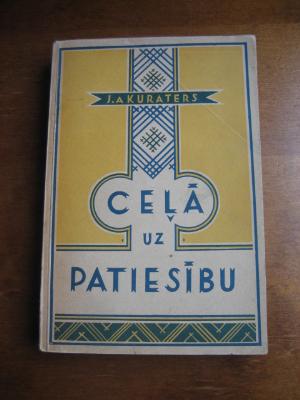 J. AKURATERS
CEĻĀ
UZ
PATIESĪBU